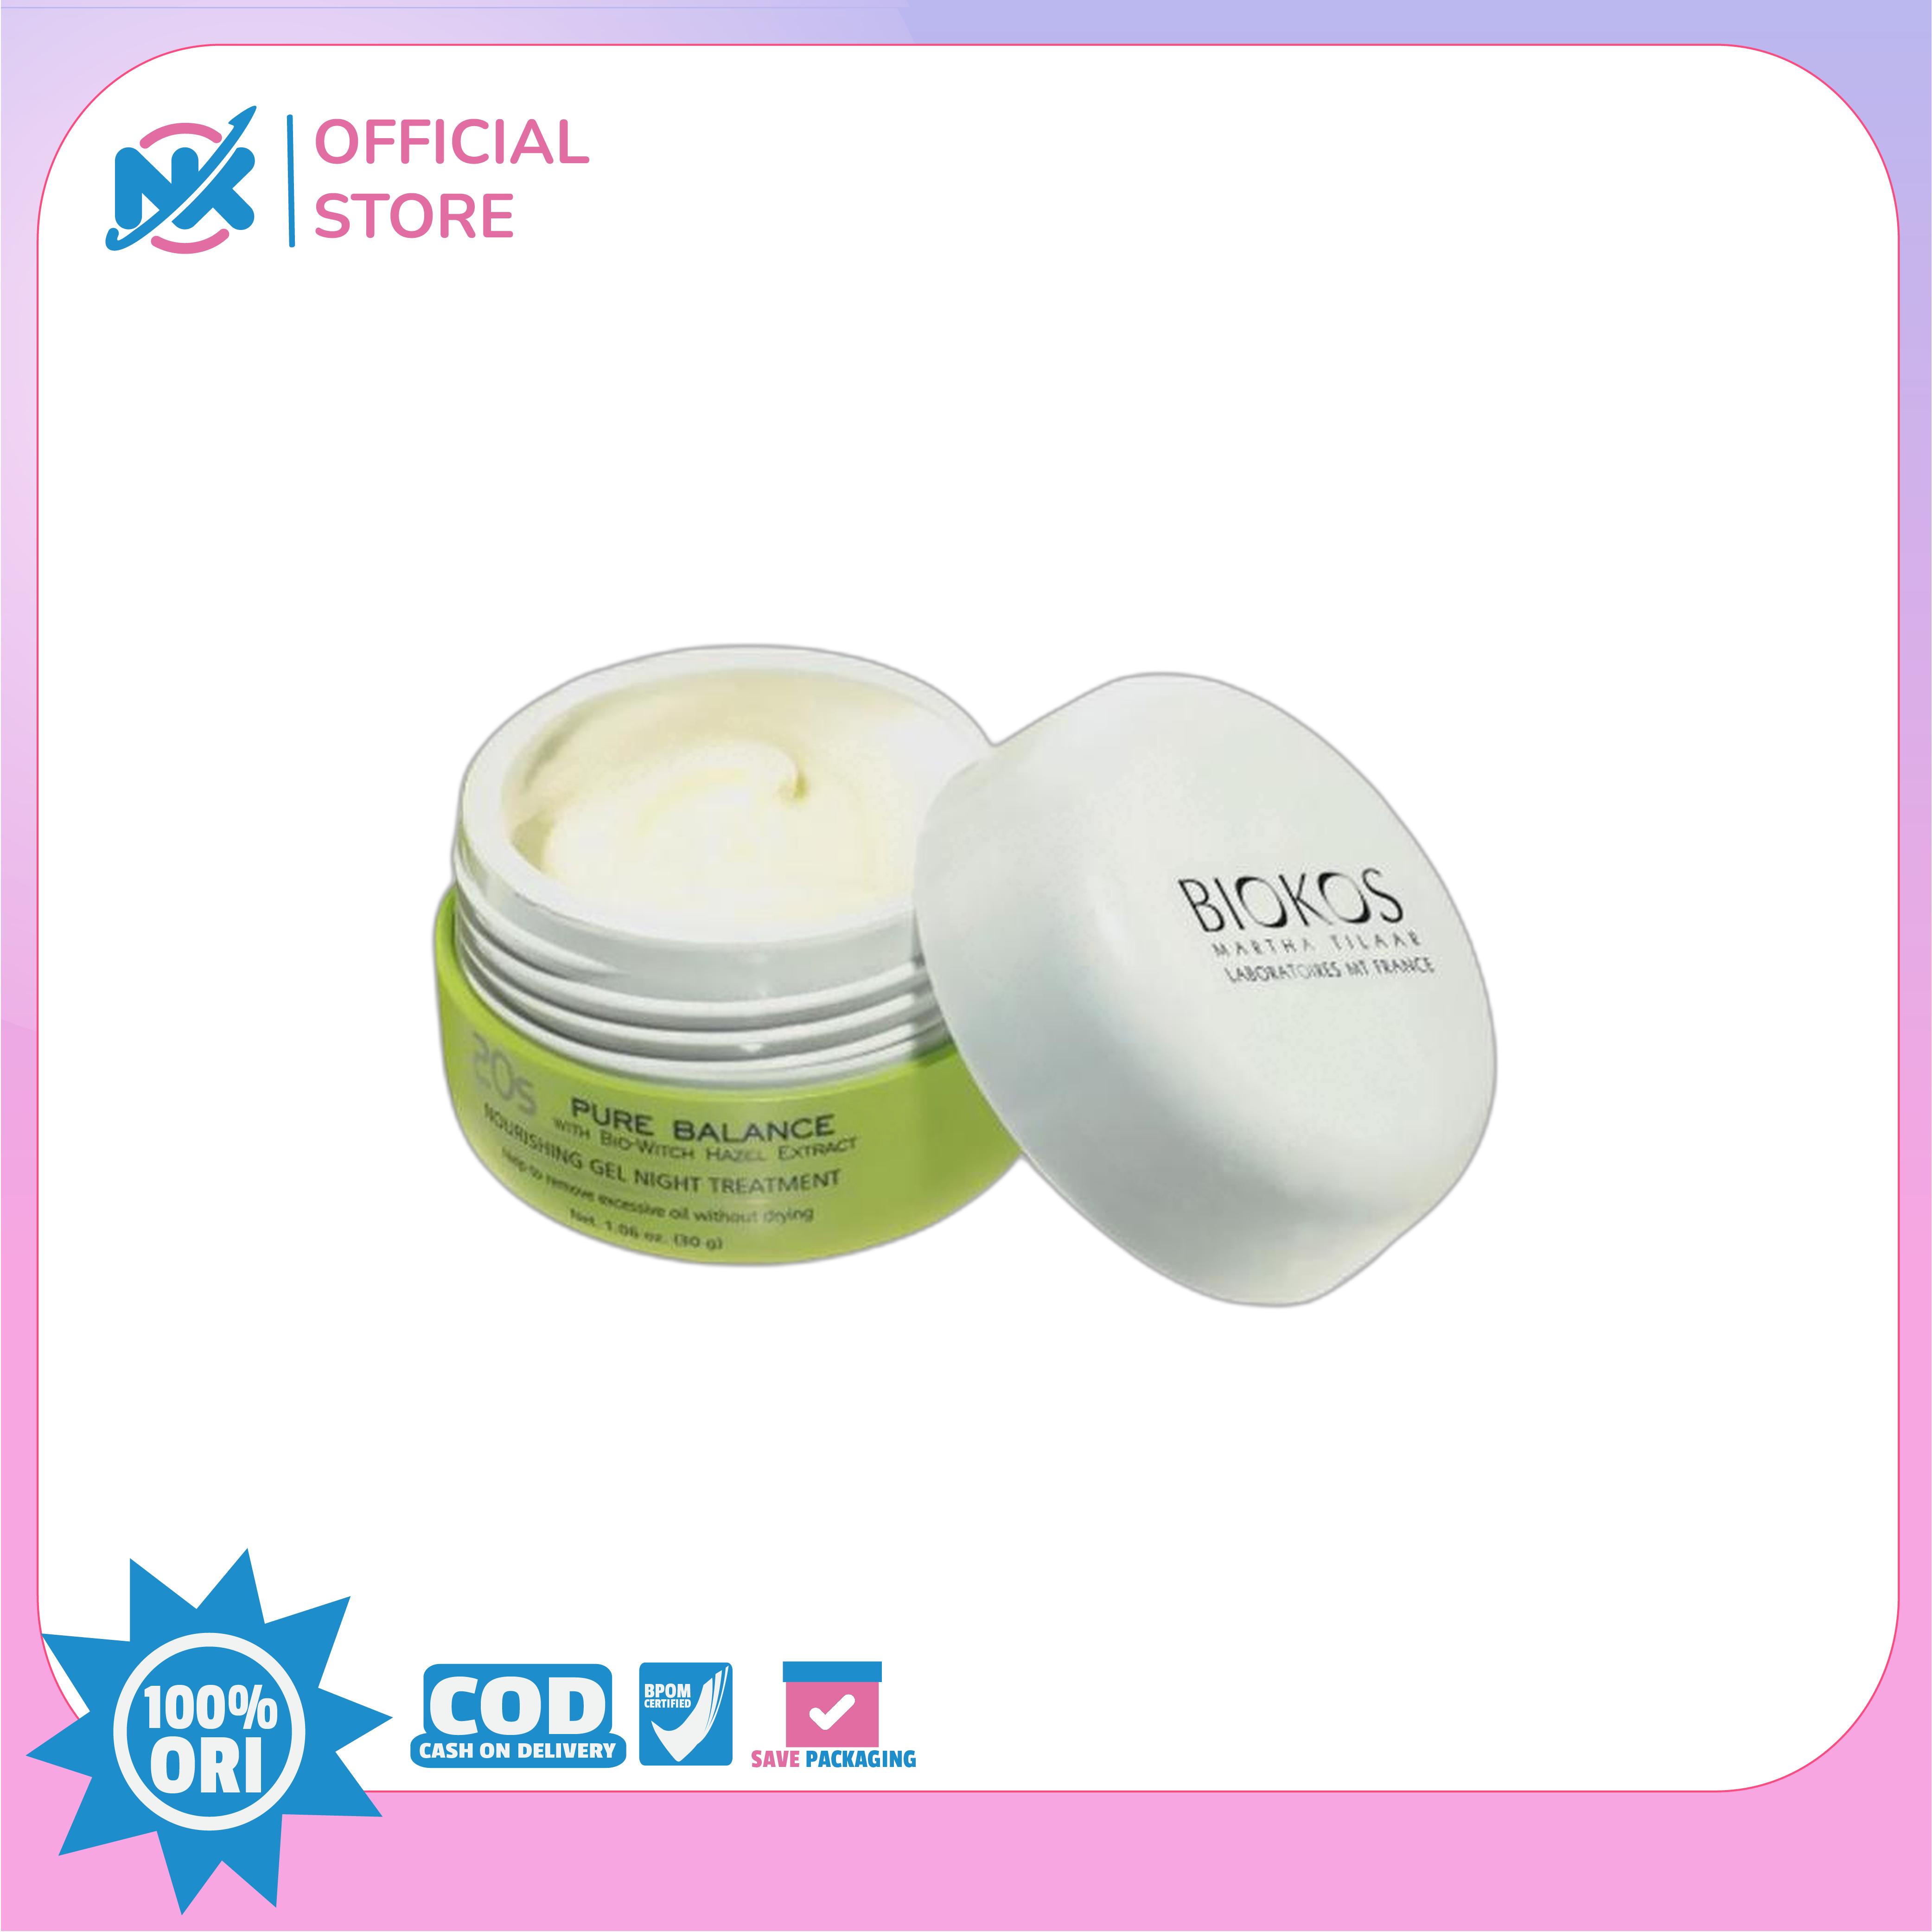 NK
OFFICIAL
STORE
BIOKOS
MARTHA TILAAR
LABORATOIRES MT FRANCE
20s
PURE BALANCE
WITH BIO-WITCH HAZEL EXTRACT
NOURISHING GEL NIGHT TREATMENT
Help to remove excessive oil without drying
Net. 1.06 oz. (30 g)
100%
ORI
COD
CASH ON DELIVERY
BPOM
CERTIFIED
SAVE PACKAGING